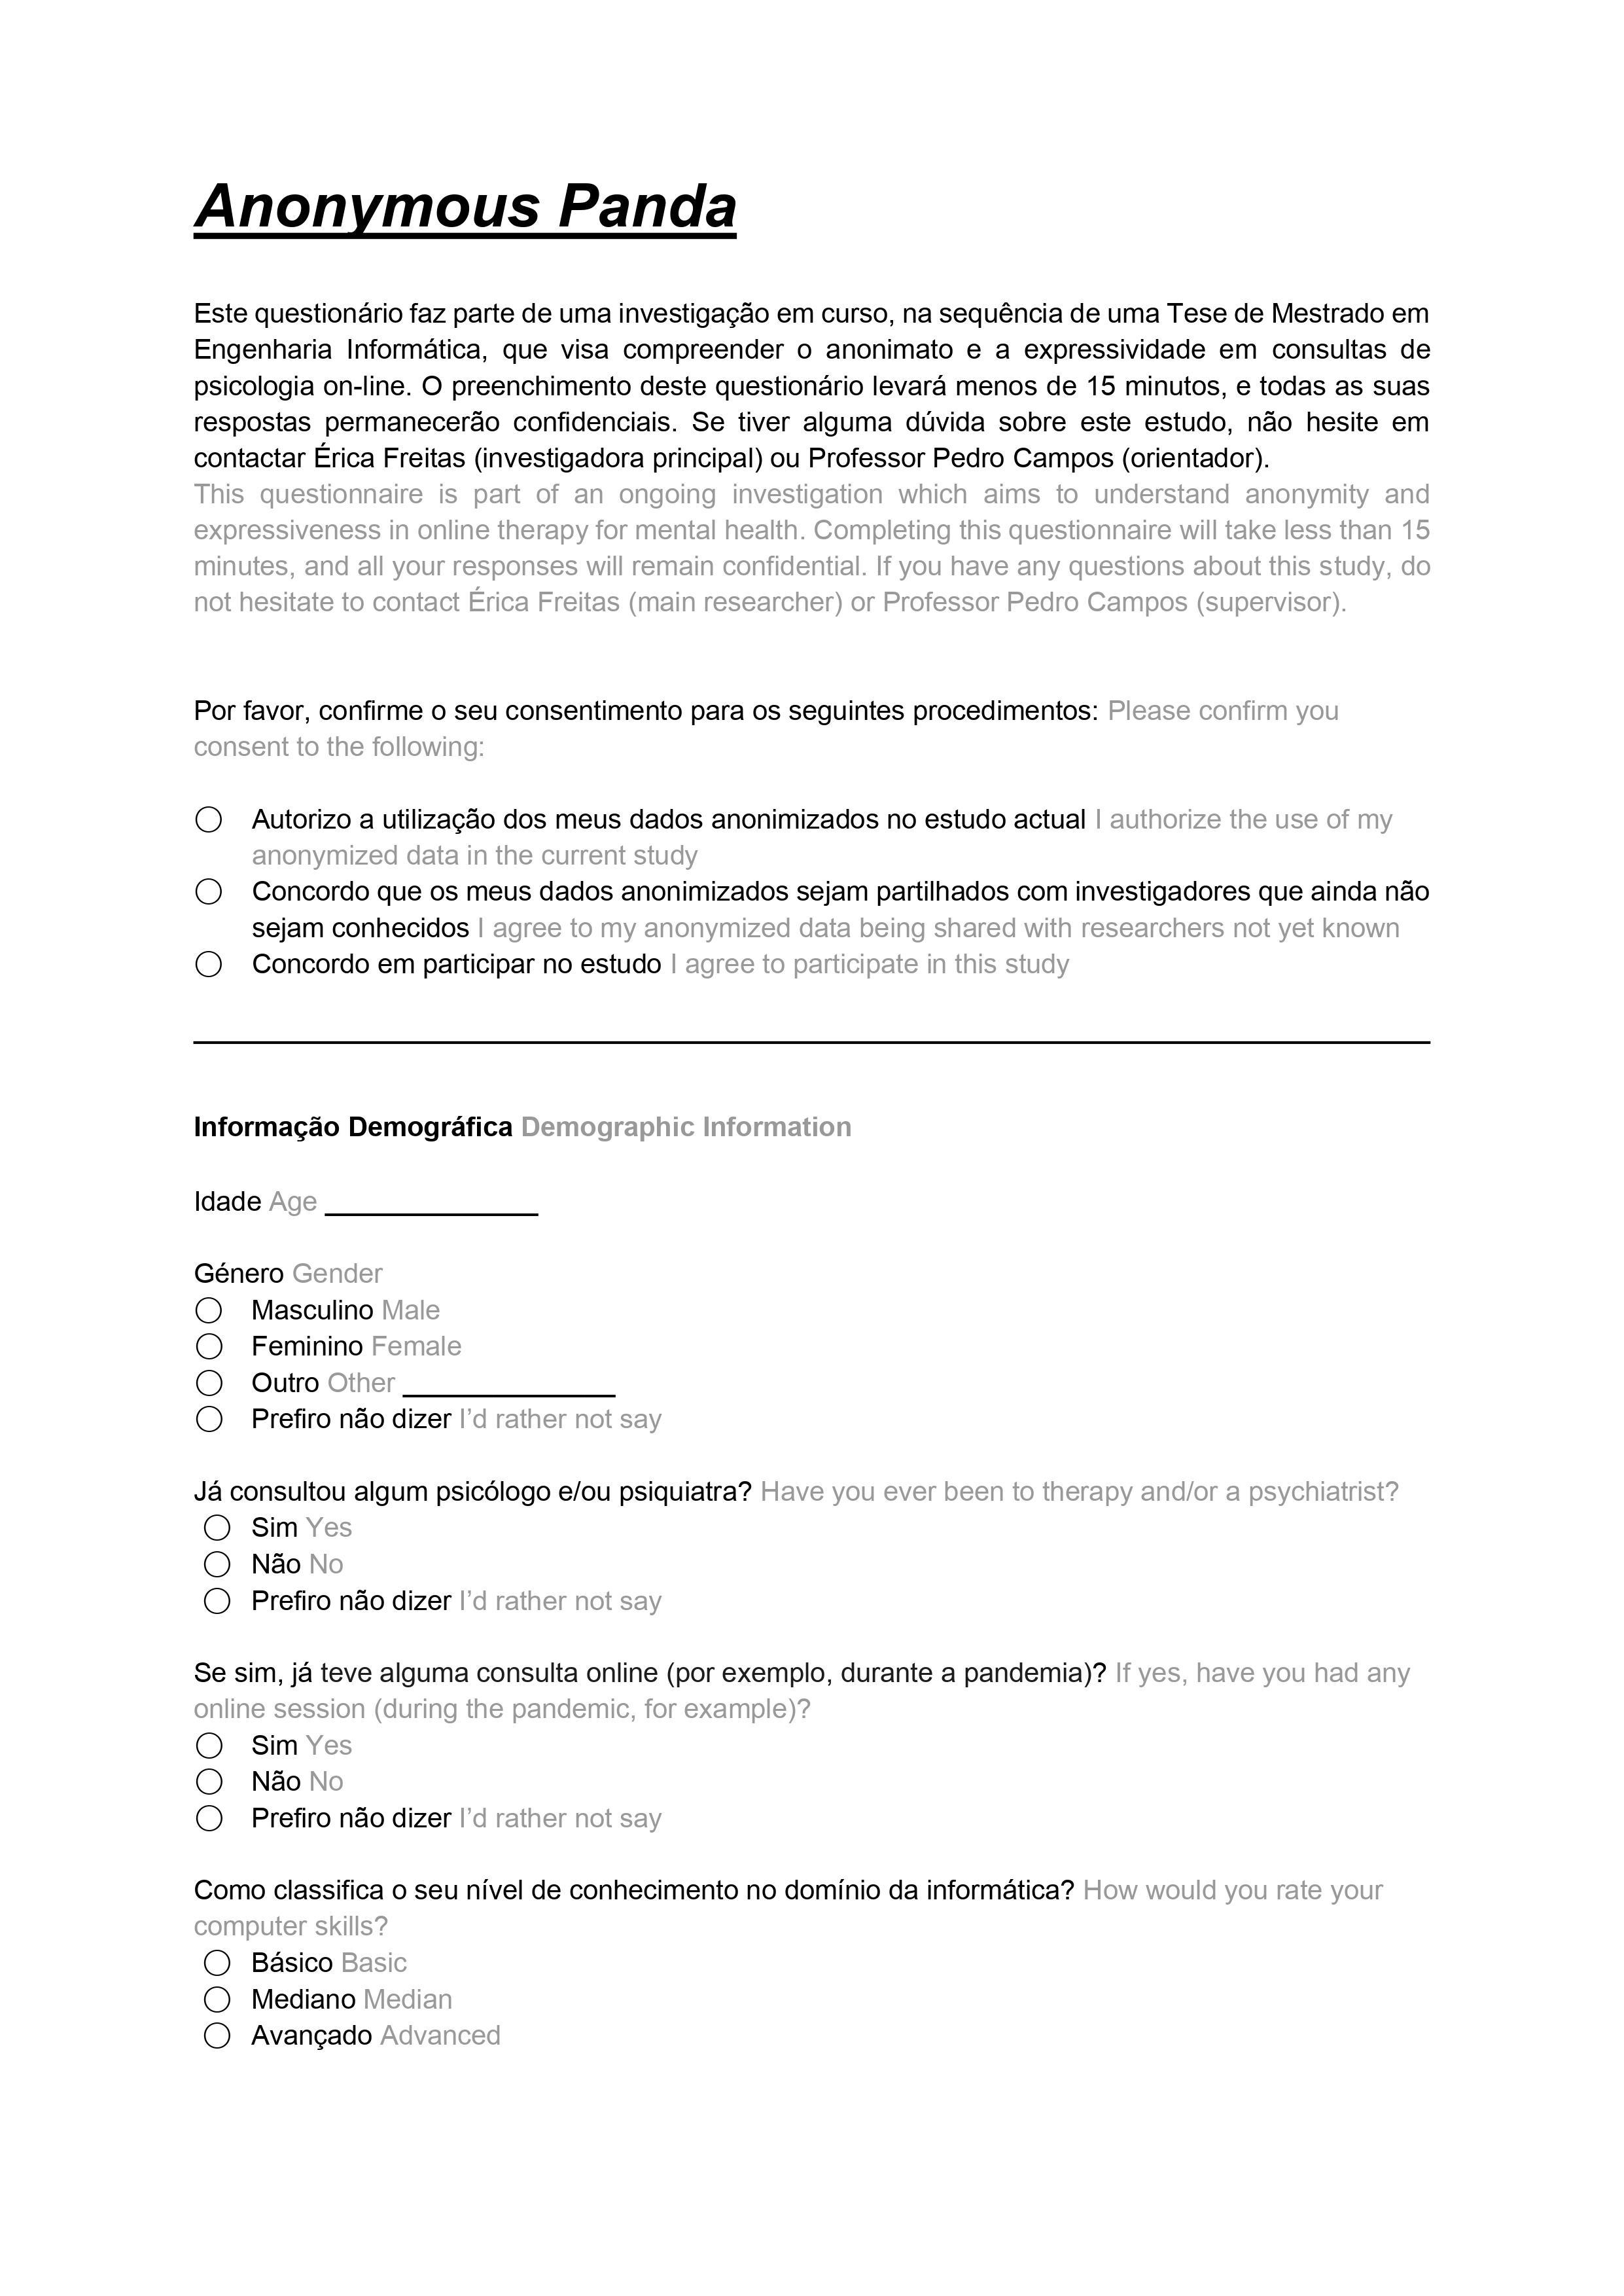 Anonymous Panda
Este questionário faz parte de uma investigação em curso, na sequência de uma Tese de Mestrado em
Engenharia Informática, que visa compreender o anonimato e a expressividade em consultas de
psicologia on-line. O preenchimento deste questionário levará menos de 15 minutos, e todas as suas
respostas permanecerão confidenciais. Se tiver alguma dúvida sobre este estudo, não hesite em
contactar Érica Freitas (investigadora principal) ou Professor Pedro Campos (orientador).
This questionnaire is part of an ongoing investigation which aims to understand anonymity and
expressiveness in online therapy for mental health. Completing this questionnaire will take less than 15
minutes, and all your responses will remain confidential. If you have any questions about this study, do
not hesitate to contact Érica Freitas (main researcher) or Professor Pedro Campos (supervisor).
Por favor, confirme o seu consentimento para os seguintes procedimentos: Please confirm you
consent to the following:
Autorizo a utilização dos meus dados anonimizados no estudo actual I authorize the use of my
anonymized data in the current study
Concordo que os meus dados anonimizados sejam partilhados com investigadores que ainda não
sejam conhecidos I agree to my anonymized data being shared with researchers not yet known
Concordo em participar no estudo I agree to participate in this study
Informação Demográfica Demographic Information
Idade Age ______________
Género Gender
Masculino Male
Feminino Female
Outro Other ______________
Prefiro não dizer I’d rather not say
Já consultou algum psicólogo e/ou psiquiatra? Have you ever been to therapy and/or a psychiatrist?
Sim Yes
Não No
Prefiro não dizer I’d rather not say
Se sim, já teve alguma consulta online (por exemplo, durante a pandemia)? If yes, have you had any
online session (during the pandemic, for example)?
Sim Yes
Não No
Prefiro não dizer I’d rather not say
Como classifica o seu nível de conhecimento no domínio da informática? How would you rate your
computer skills?
Básico Basic
Mediano Median
Avançado Advanced